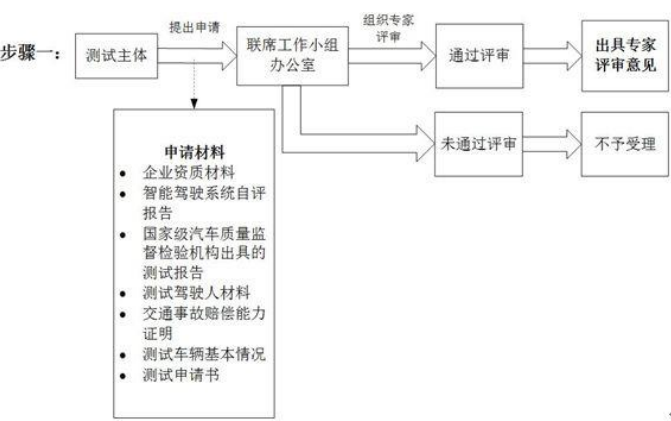 步骤一：
测试主体
提出申请
联席工作小组
办公室
组织专家
评审
通过评审
出具专家
评审意见
未通过评审
不予受理
申请材料
● 企业资质材料
● 智能驾驶系统自评
报告
● 国家级汽车质量监
督检验机构出具的
测试报告
● 测试驾驶人材料
● 交通事故赔偿能力
证明
● 测试车辆基本情况
● 测试申请书